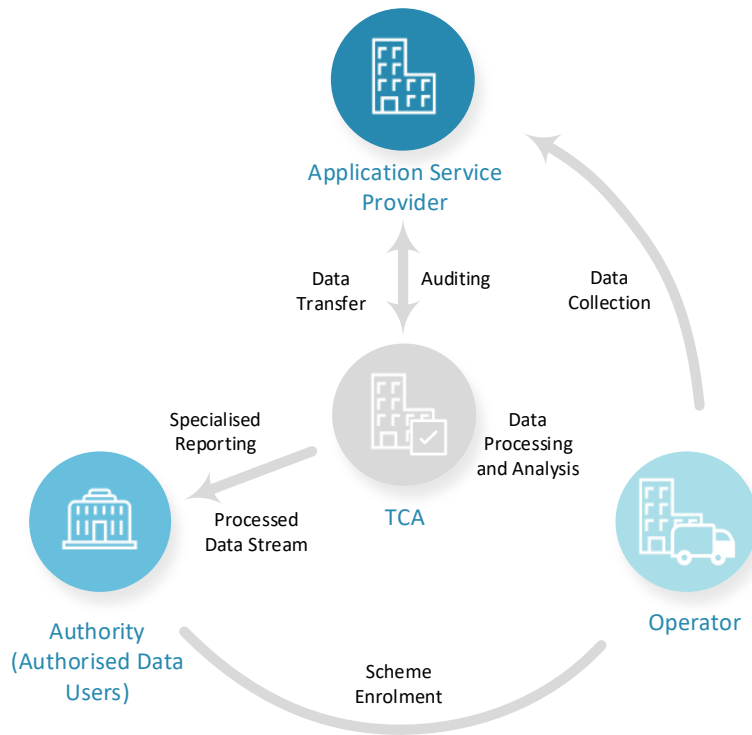 Application Service
Provider
Data
Transfer
Auditing
Data
Collection
Specialised
Reporting
Data
Processing
and Analysis
TCA
Processed
Data Stream
Operator
Authority
(Authorised Data
Users)
Scheme
Enrolment